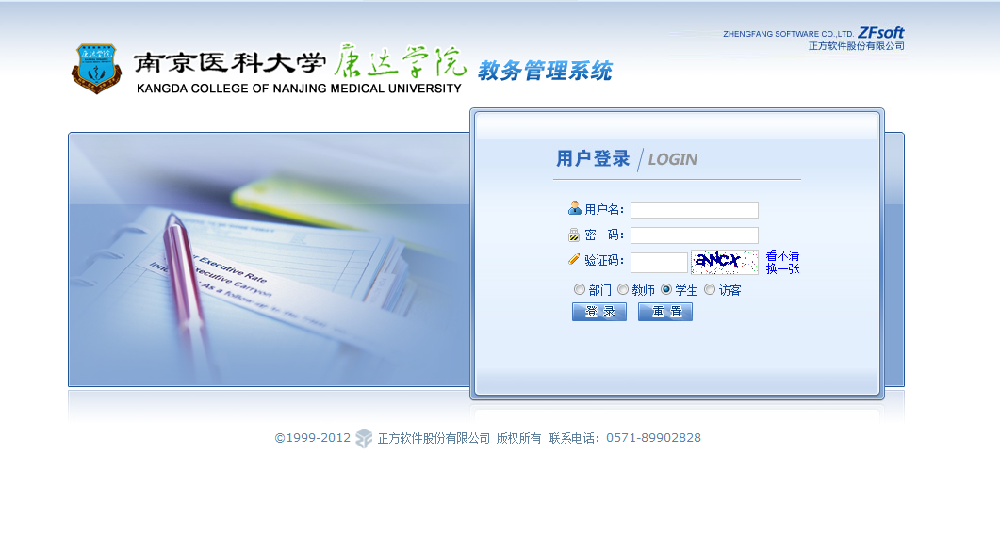 ZHENGFANG SOFTWARE CO.,LTD. ZFsoft
正方软件股份有限公司
南京医科大学康达学院 教务管理系统
KANGDA COLLEGE OF NANJING MEDICAL UNIVERSITY
用户登录 / LOGIN
用户名:
密 码:
验证码:
看不清
换一张
部门 教师 学生 访客
登 录 重 置
Executive Rate
Executive Carryon
As a follow-up to the
©1999-2012 正方软件股份有限公司 版权所有 联系电话：0571-89902828